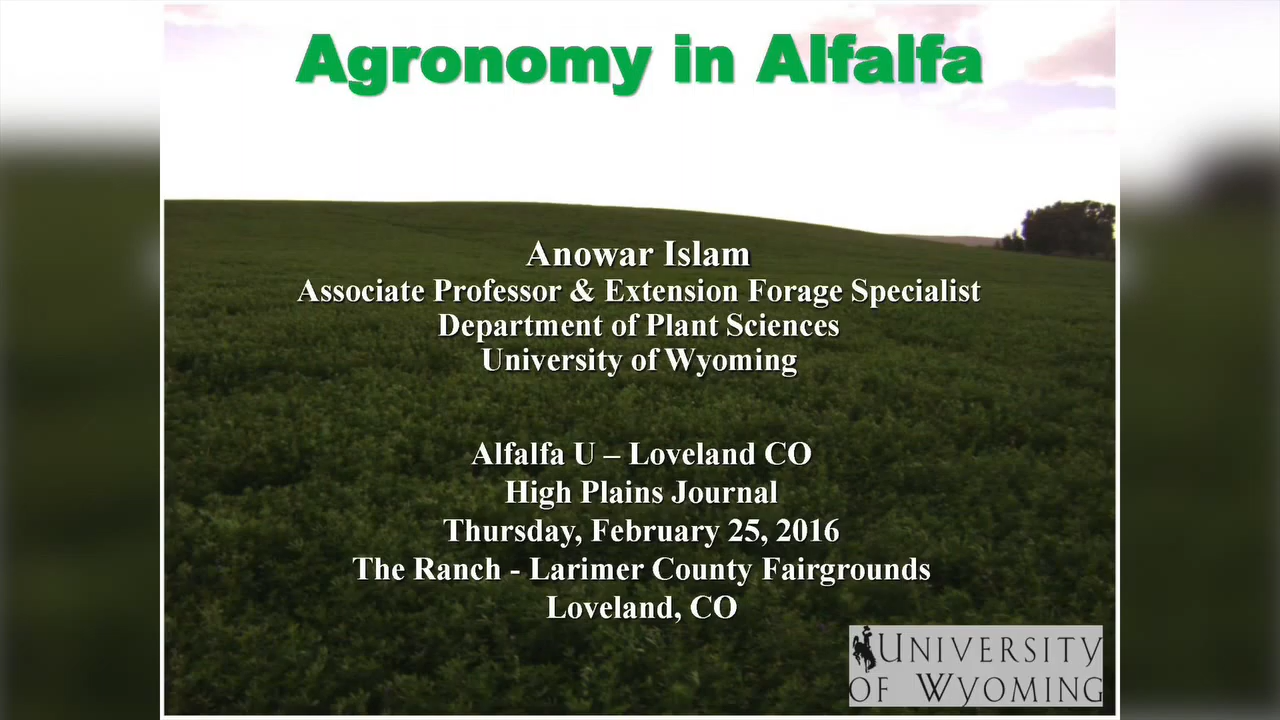 Agronomy in Alfalfa
Anowar Islam
Associate Professor & Extension Forage Specialist
Department of Plant Sciences
University of Wyoming
Alfalfa U – Loveland CO
High Plains Journal
Thursday, February 25, 2016
The Ranch - Larimer County Fairgrounds
Loveland, CO
UNIVERSITY
OF WYOMING